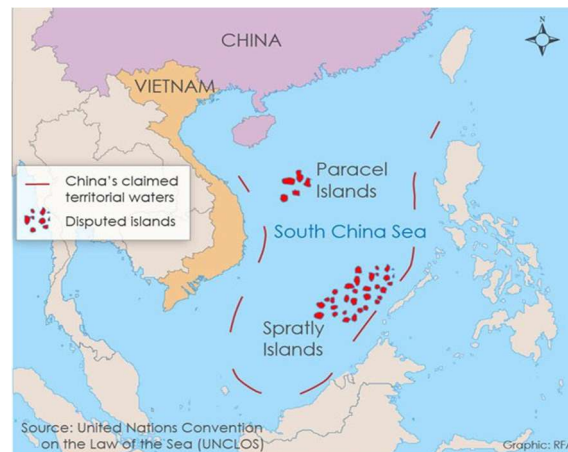 CHINA
N
VIETNAM
China's claimed
territorial waters
Disputed islands
Paracel
Islands
South China Sea
Spratly
Islands
Source: United Nations Convention
on the Law of the Sea (UNCLOS)
Graphic: RFA